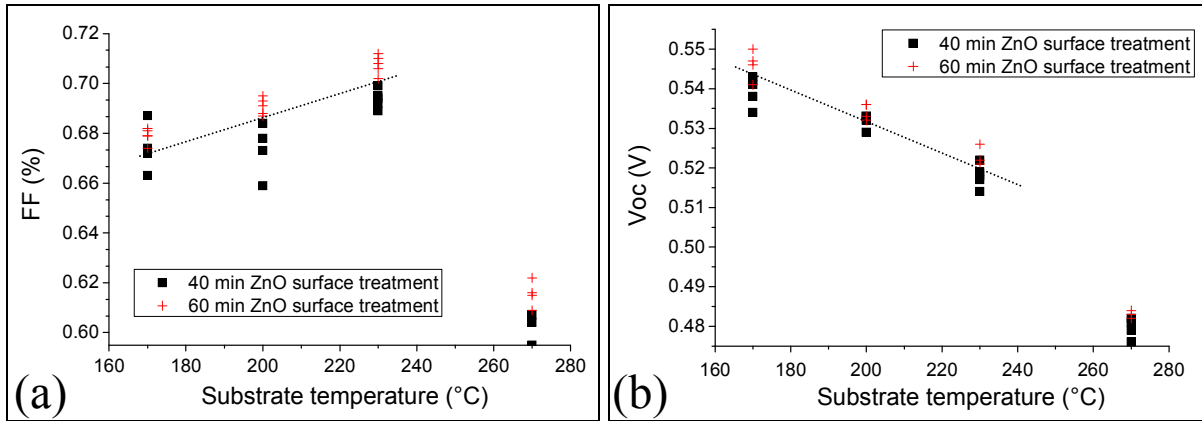 0.72
0.70
0.68
0.66
0.64
0.62
0.60
FF (%)
40 min ZnO surface treatment
60 min ZnO surface treatment
160 180 200 220 240 260 280
Substrate temperature (°C)
(a)
0.55
0.54
0.53
0.52
0.51
0.50
0.49
0.48
Voc (V)
40 min ZnO surface treatment
60 min ZnO surface treatment
160 180 200 220 240 260 280
Substrate temperature (°C)
(b)